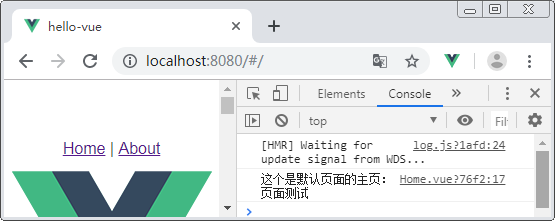 hello-vue
localhost:8080/#/
Elements Console »
top Fil
Home | About
[HMR] Waiting for log.js?1afd:24
update signal from WDS...
这个是默认页面的主页： Home.vue?76f2:17
页面测试